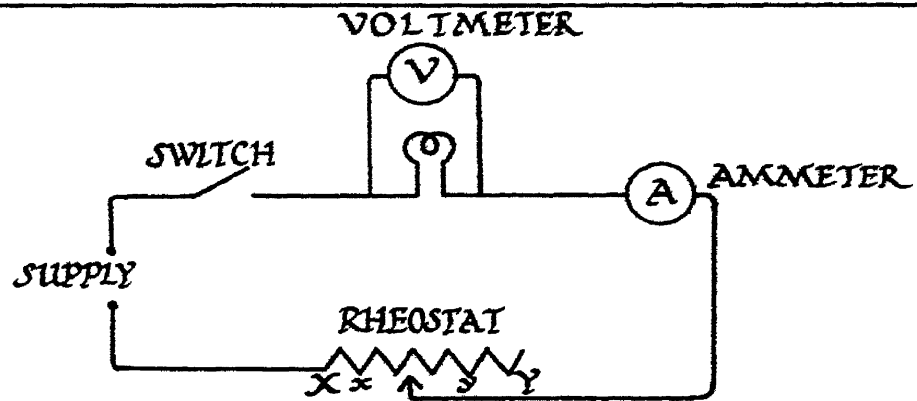 VOLTMETER
V
SWITCH
A AMMETER
SUPPLY
RHEOSTAT
X x y Y